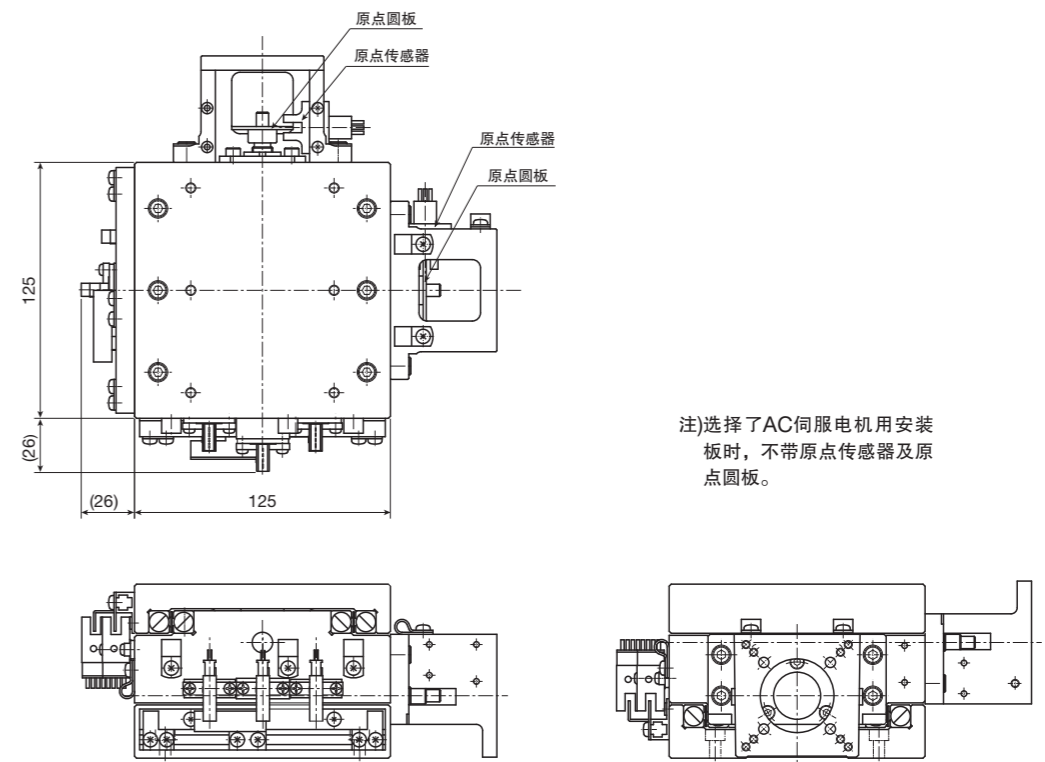 原点圆板
原点传感器
原点传感器
原点圆板
125
(26)
(26)
125
注)选择了AC伺服电机用安装
板时，不带原点传感器及原
点圆板。